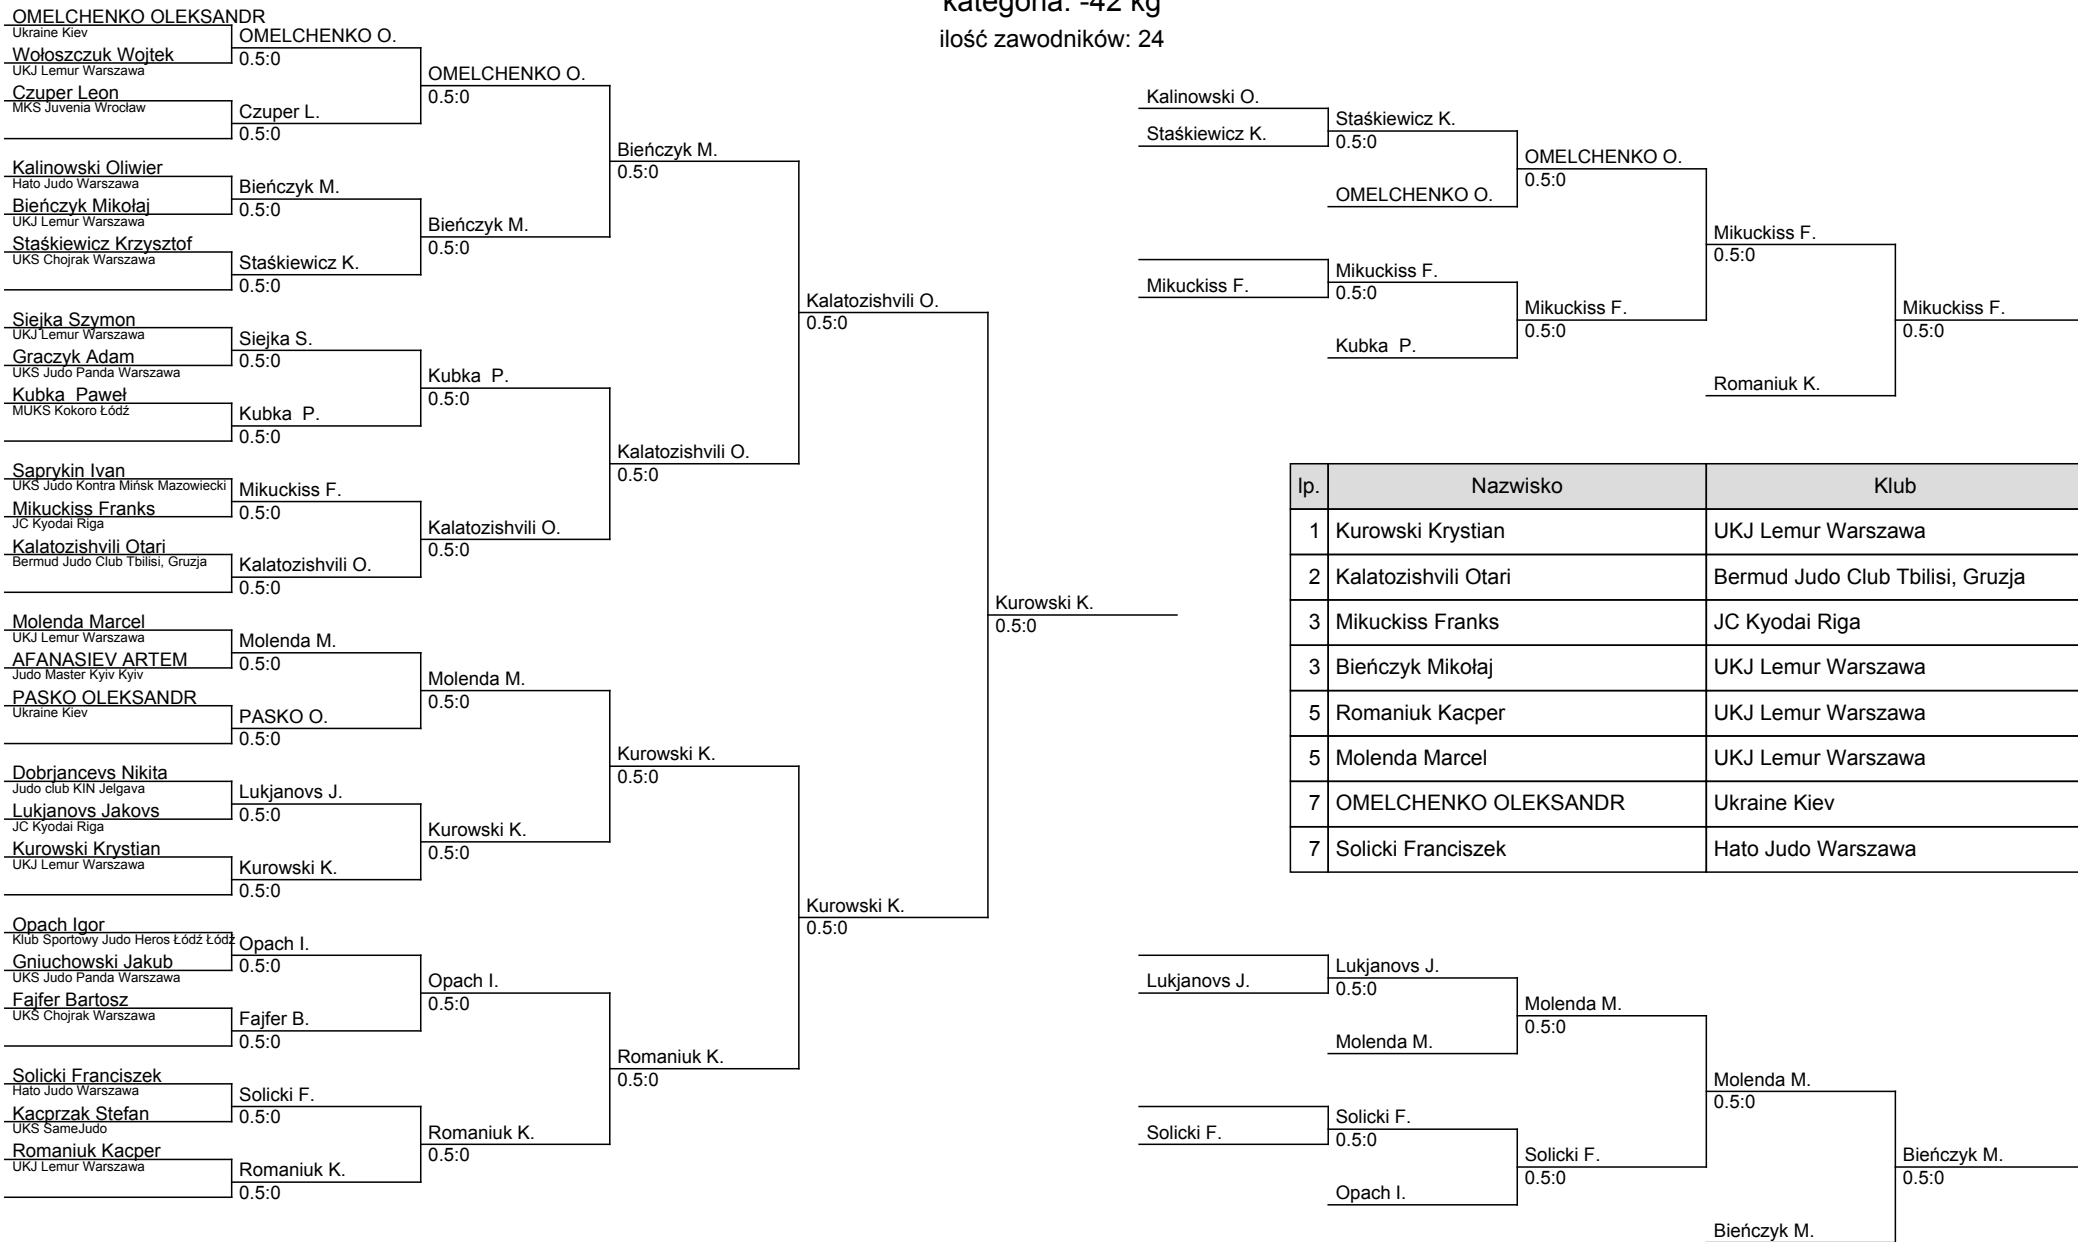 kategoria: -42 kg
ilość zawodników: 24
OMELCHENKO OLEKSANDR
Ukraine Kiev
Wołoszczuk Wojtek
UKJ Lemur Warszawa
Czuper Leon
MKS Juvenia Wrocław
Kalinowski Oliwier
Hato Judo Warszawa
Bieńczyk Mikołaj
UKJ Lemur Warszawa
Staśkiewicz Krzysztof
UKS Chojrak Warszawa
Siejka Szymon
UKJ Lemur Warszawa
Graczyk Adam
UKS Judo Panda Warszawa
Kubka  Paweł
MUKS Kokoro Łódź
Saprykin Ivan
UKS Judo Kontra Mińsk Mazowiecki
Mikuckiss Franks
JC Kyodai Riga
Kalatozishvili Otari
Bermud Judo Club Tbilisi, Gruzja
Molenda Marcel
UKJ Lemur Warszawa
AFANASIEV ARTEM
Judo Master Kyiv Kyiv
PASKO OLEKSANDR
Ukraine Kiev
Dobrjancevs Nikita
Judo club KIN Jelgava
Lukjanovs Jakovs
JC Kyodai Riga
Kurowski Krystian
UKJ Lemur Warszawa
Opach Igor
Klub Sportowy Judo Heros Łódź Łódź
Gniuchowski Jakub
UKS Judo Panda Warszawa
Fajfer Bartosz
UKS Chojrak Warszawa
Solicki Franciszek
Hato Judo Warszawa
Kacprzak Stefan
UKS SameJudo
Romaniuk Kacper
UKJ Lemur Warszawa
OMELCHENKO O.
0.5:0
Czuper L.
0.5:0
Bieńczyk M.
0.5:0
Staśkiewicz K.
0.5:0
Siejka S.
0.5:0
Kubka  P.
0.5:0
Mikuckiss F.
0.5:0
Kalatozishvili O.
0.5:0
Molenda M.
0.5:0
PASKO O.
0.5:0
Lukjanovs J.
0.5:0
Kurowski K.
0.5:0
Opach I.
0.5:0
Fajfer B.
0.5:0
Solicki F.
0.5:0
Romaniuk K.
0.5:0
OMELCHENKO O.
0.5:0
Bieńczyk M.
0.5:0
Kubka  P.
0.5:0
Kalatozishvili O.
0.5:0
Molenda M.
0.5:0
Kurowski K.
0.5:0
Opach I.
0.5:0
Romaniuk K.
0.5:0
Bieńczyk M.
0.5:0
Kalatozishvili O.
0.5:0
Kurowski K.
0.5:0
Romaniuk K.
0.5:0
Kalatozishvili O.
0.5:0
Kurowski K.
0.5:0
Kurowski K.
0.5:0
Kalinowski O.
Staśkiewicz K.
Mikuckiss F.
Staśkiewicz K.
0.5:0
OMELCHENKO O.
Mikuckiss F.
0.5:0
Kubka  P.
OMELCHENKO O.
0.5:0
Mikuckiss F.
0.5:0
Mikuckiss F.
0.5:0
Romaniuk K.
Mikuckiss F.
0.5:0
lp. Nazwisko Klub
1 Kurowski Krystian UKJ Lemur Warszawa
2 Kalatozishvili Otari Bermud Judo Club Tbilisi, Gruzja
3 Mikuckiss Franks JC Kyodai Riga
3 Bieńczyk Mikołaj UKJ Lemur Warszawa
5 Romaniuk Kacper UKJ Lemur Warszawa
5 Molenda Marcel UKJ Lemur Warszawa
7 OMELCHENKO OLEKSANDR Ukraine Kiev
7 Solicki Franciszek Hato Judo Warszawa
Lukjanovs J.
Solicki F.
Lukjanovs J.
0.5:0
Molenda M.
Solicki F.
0.5:0
Opach I.
Molenda M.
0.5:0
Solicki F.
0.5:0
Molenda M.
0.5:0
Bieńczyk M.
Bieńczyk M.
0.5:0